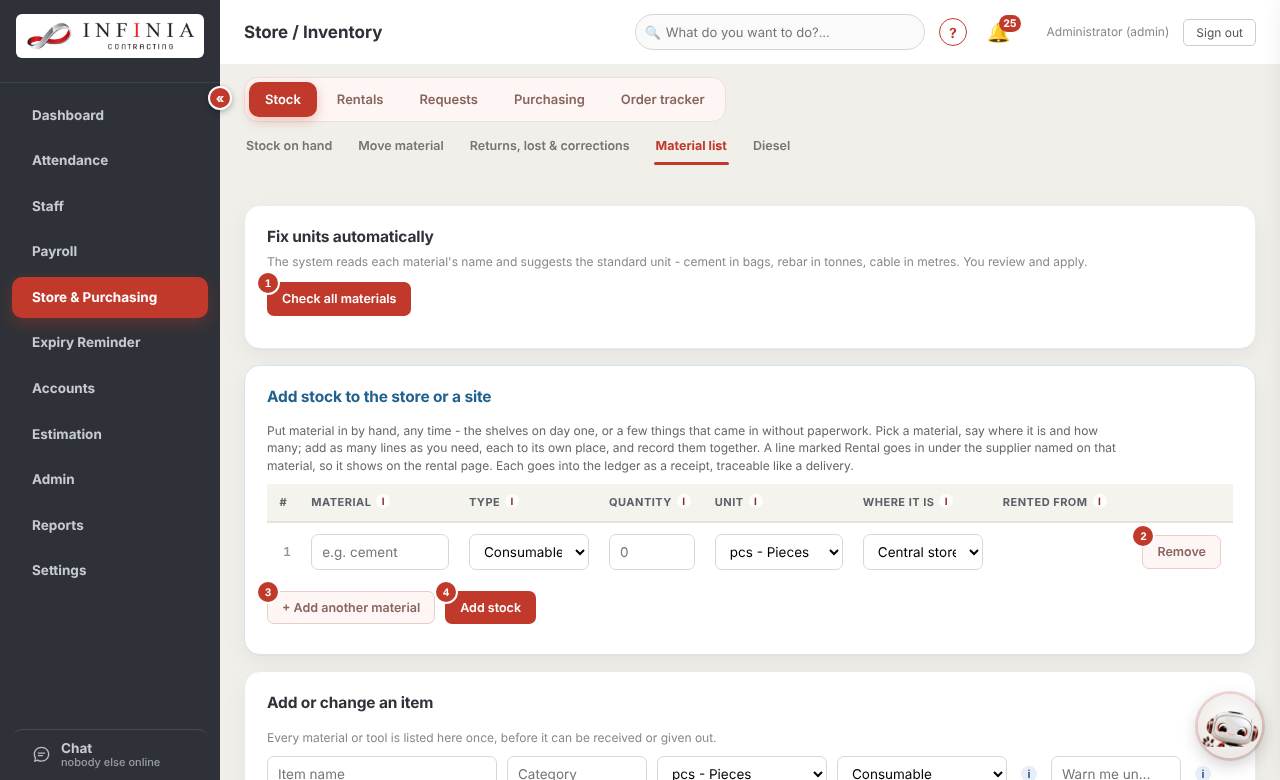 INFINIA
CONTRACTING
Store / Inventory
🔍 What do you want to do?...
?
🔔 25
Administrator (admin)
Sign out
«
Dashboard
Attendance
Staff
Payroll
Store & Purchasing
Expiry Reminder
Accounts
Estimation
Admin
Reports
Settings
Chat
nobody else online
Stock Rentals Requests Purchasing Order tracker
Stock on hand Move material Returns, lost & corrections Material list Diesel
Fix units automatically
The system reads each material's name and suggests the standard unit - cement in bags, rebar in tonnes, cable in metres. You review and apply.
1
Check all materials
Add stock to the store or a site
Put material in by hand, any time - the shelves on day one, or a few things that came in without paperwork. Pick a material, say where it is and how
many; add as many lines as you need, each to its own place, and record them together. A line marked Rental goes in under the supplier named on that
material, so it shows on the rental page. Each goes into the ledger as a receipt, traceable like a delivery.
# MATERIAL I TYPE I QUANTITY I UNIT I WHERE IT IS I RENTED FROM I
1 e.g. cement Consumable 0 pcs - Pieces Central store 2 Remove
3 + Add another material 4 Add stock
Add or change an item
Every material or tool is listed here once, before it can be received or given out.
Item name Category pcs - Pieces Consumable i Warn me un... i